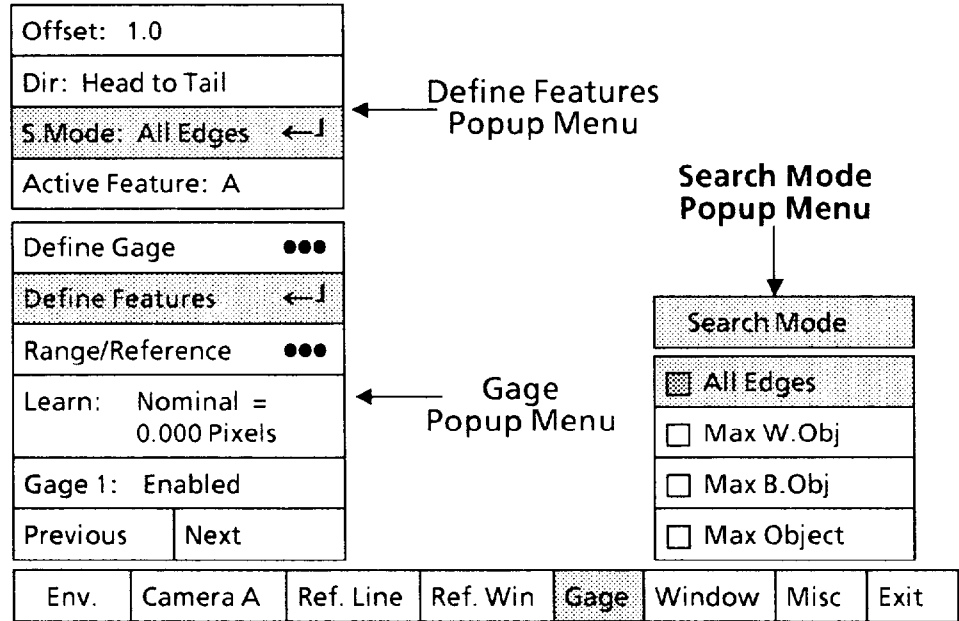 Offset: 1.0
Dir: Head to Tail
S.Mode: All Edges
Active Feature: A
Define Features
Popup Menu
Define Gage
Define Features
Range/Reference
Learn: Nominal =
0.000 Pixels
Gage 1: Enabled
Previous Next
Gage
Popup Menu
Search Mode
Popup Menu
Search Mode
All Edges
Max W.Obj
Max B.Obj
Max Object
Env. Camera A Ref. Line Ref. Win Gage Window Misc Exit